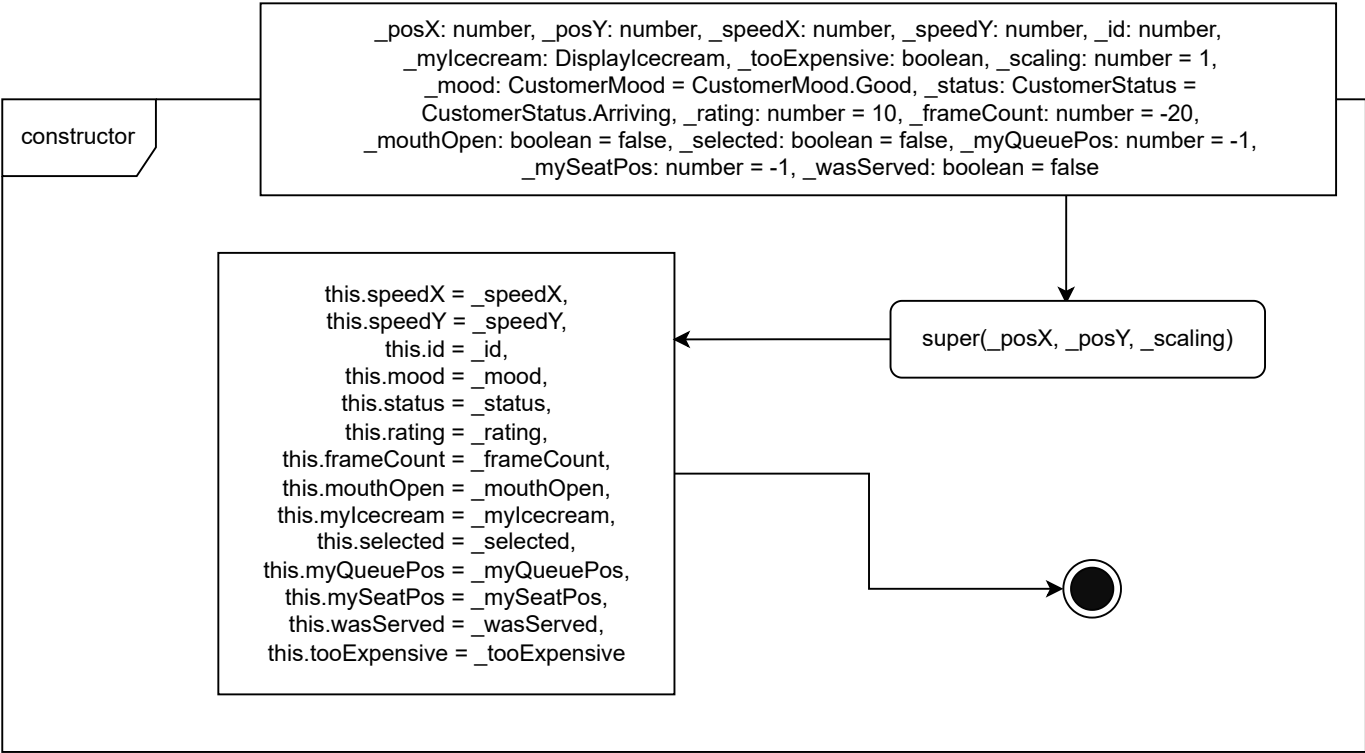 _posX: number, _posY: number, _speedX: number, _speedY: number, _id: number,
_myIcecream: DisplayIcecream, _tooExpensive: boolean, _scaling: number = 1,
_mood: CustomerMood = CustomerMood.Good, _status: CustomerStatus =
CustomerStatus.Arriving, _rating: number = 10, _frameCount: number = -20,
_mouthOpen: boolean = false, _selected: boolean = false, _myQueuePos: number = -1,
_mySeatPos: number = -1, _wasServed: boolean = false
constructor
super(_posX, _posY, _scaling)
this.speedX = _speedX,
this.speedY = _speedY,
this.id = _id,
this.mood = _mood,
this.status = _status,
this.rating = _rating,
this.frameCount = _frameCount,
this.mouthOpen = _mouthOpen,
this.myIcecream = _myIcecream,
this.selected = _selected,
this.myQueuePos = _myQueuePos,
this.mySeatPos = _mySeatPos,
this.wasServed = _wasServed,
this.tooExpensive = _tooExpensive